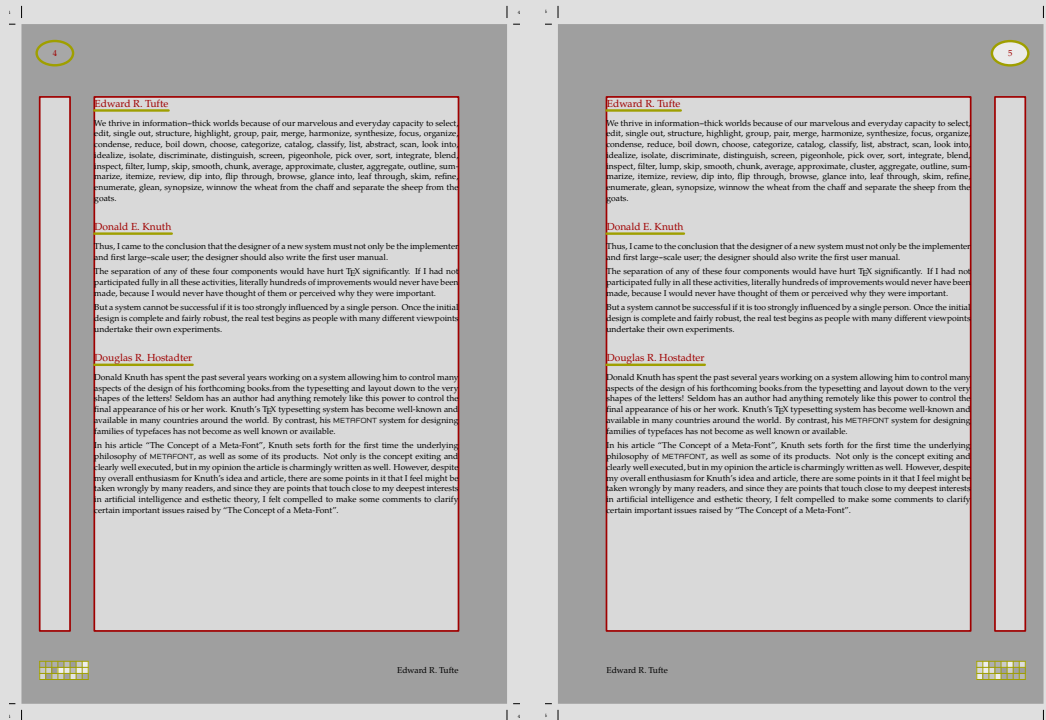 4
Edward R. Tufte
We thrive in information–thick worlds because of our marvelous and everyday capacity to select,
edit, single out, structure, highlight, group, pair, merge, harmonize, synthesize, focus, organize,
condense, reduce, boil down, choose, categorize, catalog, classify, list, abstract, scan, look into,
idealize, isolate, discriminate, distinguish, screen, pigeonhole, pick over, sort, integrate, blend,
inspect, filter, lump, skip, smooth, chunk, average, approximate, cluster, aggregate, outline, sum-
marize, itemize, review, dip into, flip through, browse, glance into, leaf through, skim, refine,
enumerate, glean, synopsize, winnow the wheat from the chaff and separate the sheep from the
goats.
Donald E. Knuth
Thus, I came to the conclusion that the designer of a new system must not only be the implementer
and first large–scale user; the designer should also write the first user manual.
The separation of any of these four components would have hurt TEX significantly. If I had not
participated fully in all these activities, literally hundreds of improvements would never have been
made, because I would never have thought of them or perceived why they were important.
But a system cannot be successful if it is too strongly influenced by a single person. Once the initial
design is complete and fairly robust, the real test begins as people with many different viewpoints
undertake their own experiments.
Douglas R. Hostadter
Donald Knuth has spent the past several years working on a system allowing him to control many
aspects of the design of his forthcoming books.from the typesetting and layout down to the very
shapes of the letters! Seldom has an author had anything remotely like this power to control the
final appearance of his or her work. Knuth's TEX typesetting system has become well-known and
available in many countries around the world. By contrast, his METAFONT system for designing
families of typefaces has not become as well known or available.
In his article “The Concept of a Meta-Font”, Knuth sets forth for the first time the underlying
philosophy of METAFONT, as well as some of its products. Not only is the concept exiting and
clearly well executed, but in my opinion the article is charmingly written as well. However, despite
my overall enthusiasm for Knuth's idea and article, there are some points in it that I feel might be
taken wrongly by many readers, and since they are points that touch close to my deepest interests
in artificial intelligence and esthetic theory, I felt compelled to make some comments to clarify
certain important issues raised by “The Concept of a Meta-Font”.
Edward R. Tufte
5
Edward R. Tufte
We thrive in information–thick worlds because of our marvelous and everyday capacity to select,
edit, single out, structure, highlight, group, pair, merge, harmonize, synthesize, focus, organize,
condense, reduce, boil down, choose, categorize, catalog, classify, list, abstract, scan, look into,
idealize, isolate, discriminate, distinguish, screen, pigeonhole, pick over, sort, integrate, blend,
inspect, filter, lump, skip, smooth, chunk, average, approximate, cluster, aggregate, outline, sum-
marize, itemize, review, dip into, flip through, browse, glance into, leaf through, skim, refine,
enumerate, glean, synopsize, winnow the wheat from the chaff and separate the sheep from the
goats.
Donald E. Knuth
Thus, I came to the conclusion that the designer of a new system must not only be the implementer
and first large–scale user; the designer should also write the first user manual.
The separation of any of these four components would have hurt TEX significantly. If I had not
participated fully in all these activities, literally hundreds of improvements would never have been
made, because I would never have thought of them or perceived why they were important.
But a system cannot be successful if it is too strongly influenced by a single person. Once the initial
design is complete and fairly robust, the real test begins as people with many different viewpoints
undertake their own experiments.
Douglas R. Hostadter
Donald Knuth has spent the past several years working on a system allowing him to control many
aspects of the design of his forthcoming books.from the typesetting and layout down to the very
shapes of the letters! Seldom has an author had anything remotely like this power to control the
final appearance of his or her work. Knuth's TEX typesetting system has become well-known and
available in many countries around the world. By contrast, his METAFONT system for designing
families of typefaces has not become as well known or available.
In his article “The Concept of a Meta-Font”, Knuth sets forth for the first time the underlying
philosophy of METAFONT, as well as some of its products. Not only is the concept exiting and
clearly well executed, but in my opinion the article is charmingly written as well. However, despite
my overall enthusiasm for Knuth's idea and article, there are some points in it that I feel might be
taken wrongly by many readers, and since they are points that touch close to my deepest interests
in artificial intelligence and esthetic theory, I felt compelled to make some comments to clarify
certain important issues raised by “The Concept of a Meta-Font”.
Edward R. Tufte